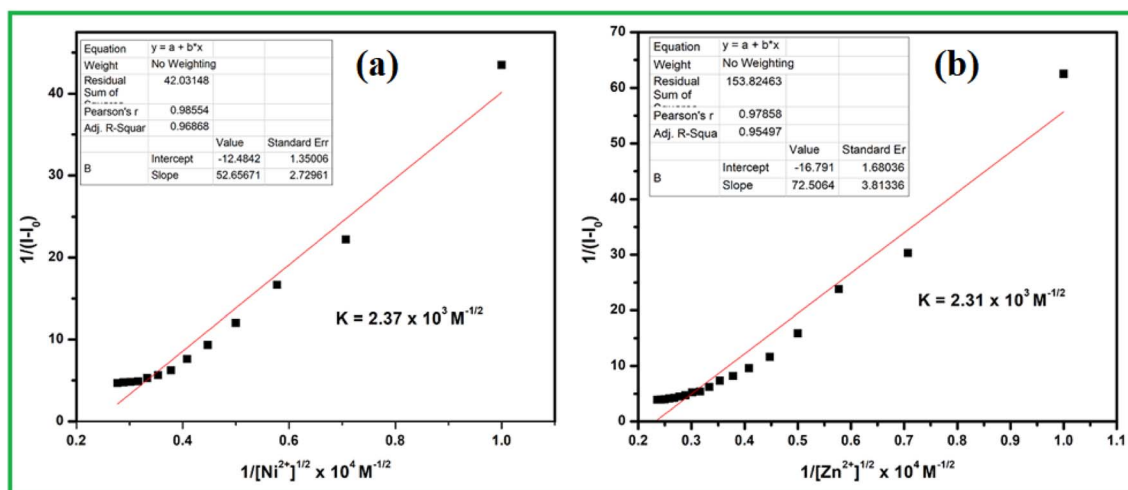 Equation y = a + b*x
Weight No Weighting
Residual Sum of 42.03148
Pearson's r 0.98554
Adj. R-Squar 0.96868
Value Standard Err
B Intercept -12.4842 1.35006
Slope 52.65671 2.72961
(a)
40
30
20
10
0
1/(I-I₀)
K = 2.37 x 10³ M⁻¹/²
0.2 0.4 0.6 0.8 1.0
1/[Ni²⁺]¹/² x 10⁴ M⁻¹/²
Equation y = a + b*x
Weight No Weighting
Residual Sum of 153.82463
Pearson's r 0.97858
Adj. R-Squa 0.95497
Value Standard Er
B Intercept -16.791 1.68036
Slope 72.5064 3.81336
(b)
70
60
50
40
30
20
10
0
1/(I-I₀)
K = 2.31 x 10³ M⁻¹/²
0.2 0.3 0.4 0.5 0.6 0.7 0.8 0.9 1.0 1.1
1/[Zn²⁺]¹/² x 10⁴ M⁻¹/²